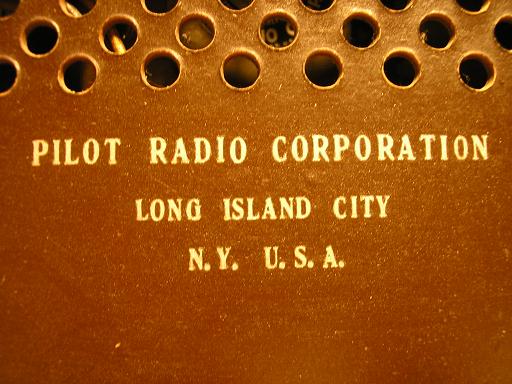 PILOT RADIO CORPORATION
LONG ISLAND CITY
N.Y. U.S.A.